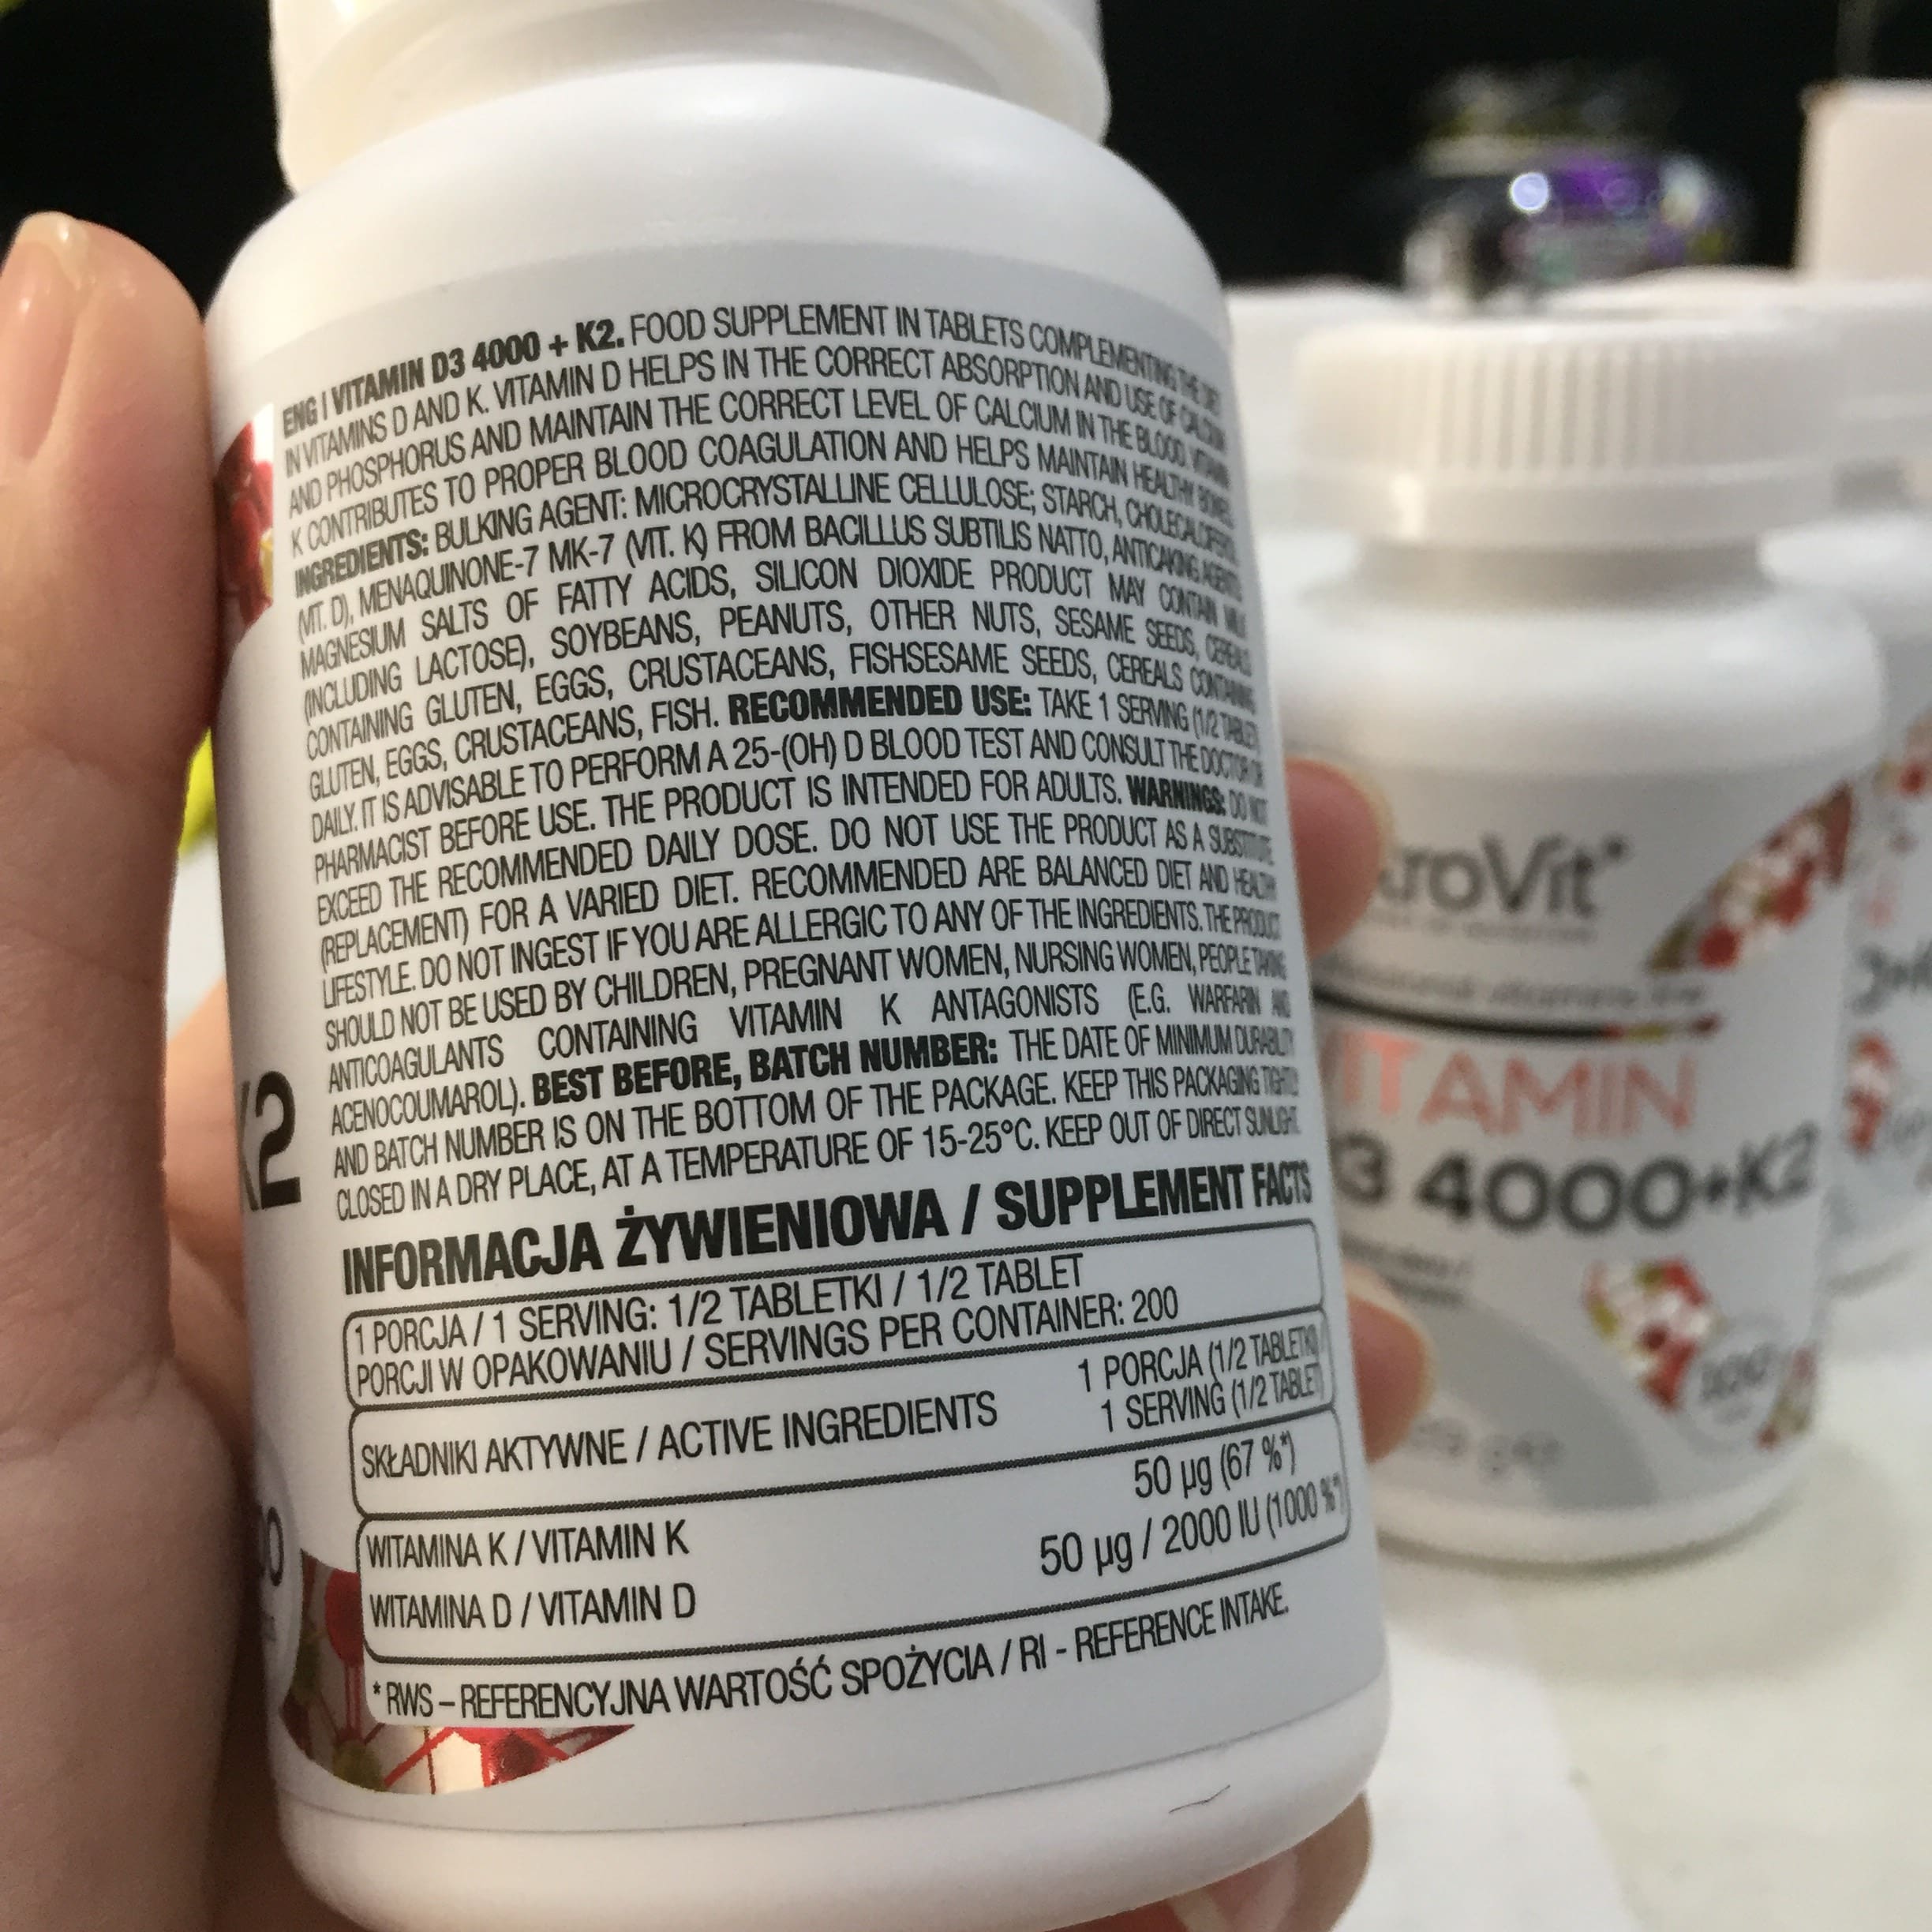 ENG | VITAMIN D3 4000 + K2. FOOD SUPPLEMENT IN TABLETS COMPLEMENTING THE DIET
IN VITAMINS D AND K. VITAMIN D HELPS IN THE CORRECT ABSORPTION AND USE OF CALCIUM
AND PHOSPHORUS AND MAINTAIN THE CORRECT LEVEL OF CALCIUM IN THE BLOOD. VITAMIN
K CONTRIBUTES TO PROPER BLOOD COAGULATION AND HELPS MAINTAIN HEALTHY BONES.
INGREDIENTS: BULKING AGENT: MICROCRYSTALLINE CELLULOSE; STARCH, CHOLECALCIFEROL
(VIT. D), MENAQUINONE-7 MK-7 (VIT. K) FROM BACILLUS SUBTILIS NATTO, ANTICAKING AGENTS:
MAGNESIUM SALTS OF FATTY ACIDS, SILICON DIOXIDE PRODUCT MAY CONTAIN MILK
(INCLUDING LACTOSE), SOYBEANS, PEANUTS, OTHER NUTS, SESAME SEEDS, CEREALS
CONTAINING GLUTEN, EGGS, CRUSTACEANS, FISHSESAME SEEDS, CEREALS CONTAINING
GLUTEN, EGGS, CRUSTACEANS, FISH. RECOMMENDED USE: TAKE 1 SERVING (1/2 TABLET)
DAILY. IT IS ADVISABLE TO PERFORM A 25-(OH) D BLOOD TEST AND CONSULT THE DOCTOR OR
PHARMACIST BEFORE USE. THE PRODUCT IS INTENDED FOR ADULTS. WARNINGS: DO NOT
EXCEED THE RECOMMENDED DAILY DOSE. DO NOT USE THE PRODUCT AS A SUBSTITUTE
(REPLACEMENT) FOR A VARIED DIET. RECOMMENDED ARE BALANCED DIET AND HEALTHY
LIFESTYLE. DO NOT INGEST IF YOU ARE ALLERGIC TO ANY OF THE INGREDIENTS. THE PRODUCT
SHOULD NOT BE USED BY CHILDREN, PREGNANT WOMEN, NURSING WOMEN, PEOPLE TAKING
ANTICOAGULANTS CONTAINING VITAMIN K ANTAGONISTS (E.G. WARFARIN AND
ACENOCOUMAROL). BEST BEFORE, BATCH NUMBER: THE DATE OF MINIMUM DURABILITY
AND BATCH NUMBER IS ON THE BOTTOM OF THE PACKAGE. KEEP THIS PACKAGING TIGHTLY
CLOSED IN A DRY PLACE, AT A TEMPERATURE OF 15-25°C. KEEP OUT OF DIRECT SUNLIGHT.
INFORMACJA ŻYWIENIOWA / SUPPLEMENT FACTS
1 PORCJA / 1 SERVING: 1/2 TABLETKI / 1/2 TABLET
PORCJI W OPAKOWANIU / SERVINGS PER CONTAINER: 200
SKŁADNIKI AKTYWNE / ACTIVE INGREDIENTS
1 PORCJA (1/2 TABLETKI)
1 SERVING (1/2 TABLET)
WITAMINA K / VITAMIN K 50 µg (67 %*)
WITAMINA D / VITAMIN D 50 µg / 2000 IU (1000 %*)
* RWS – REFERENCYJNA WARTOŚĆ SPOŻYCIA / RI - REFERENCE INTAKE.
K2
troVit®
VITAMIN
3 4000+K2